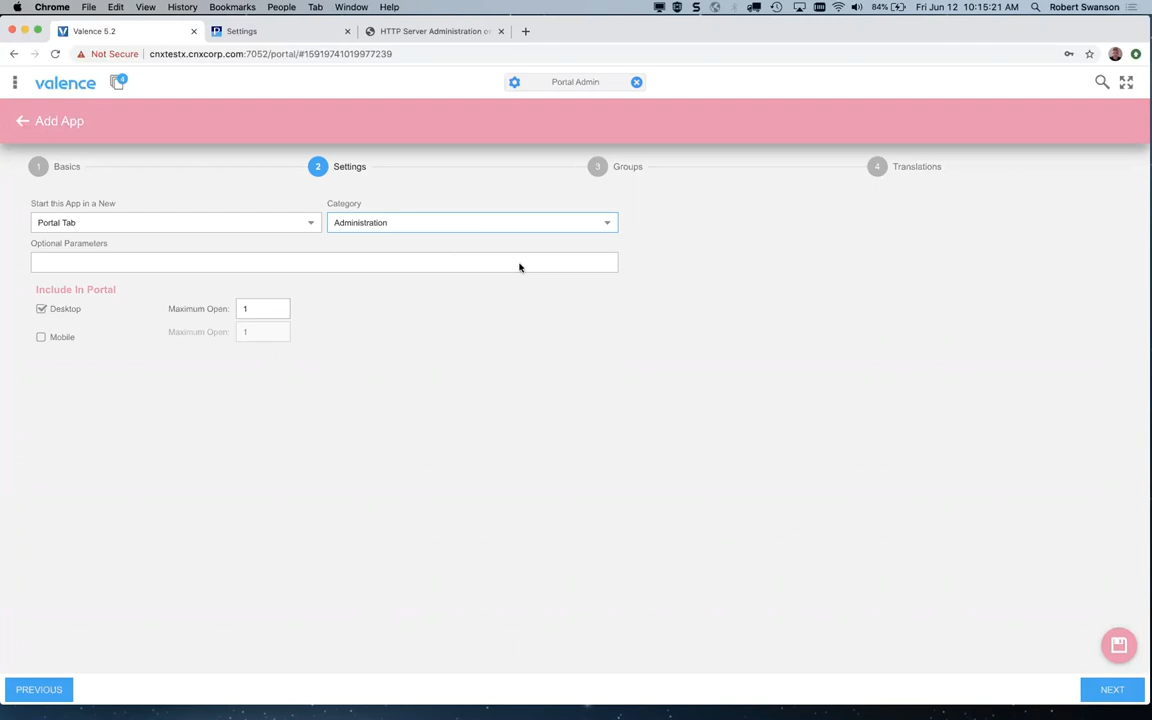 Chrome File Edit View History Bookmarks People Tab Window Help 84% Fri Jun 12 10:15:21 AM Robert Swanson
Valence 5.2 Settings HTTP Server Administration o
Not Secure cnxtestx.cnxcorp.com:7052/portal/#15919741019977239
valence 4 Portal Admin
Add App
1 Basics 2 Settings 3 Groups 4 Translations
Start this App in a New Category
Portal Tab Administration
Optional Parameters
Include In Portal
Desktop Maximum Open: 1
Mobile Maximum Open: 1
PREVIOUS NEXT